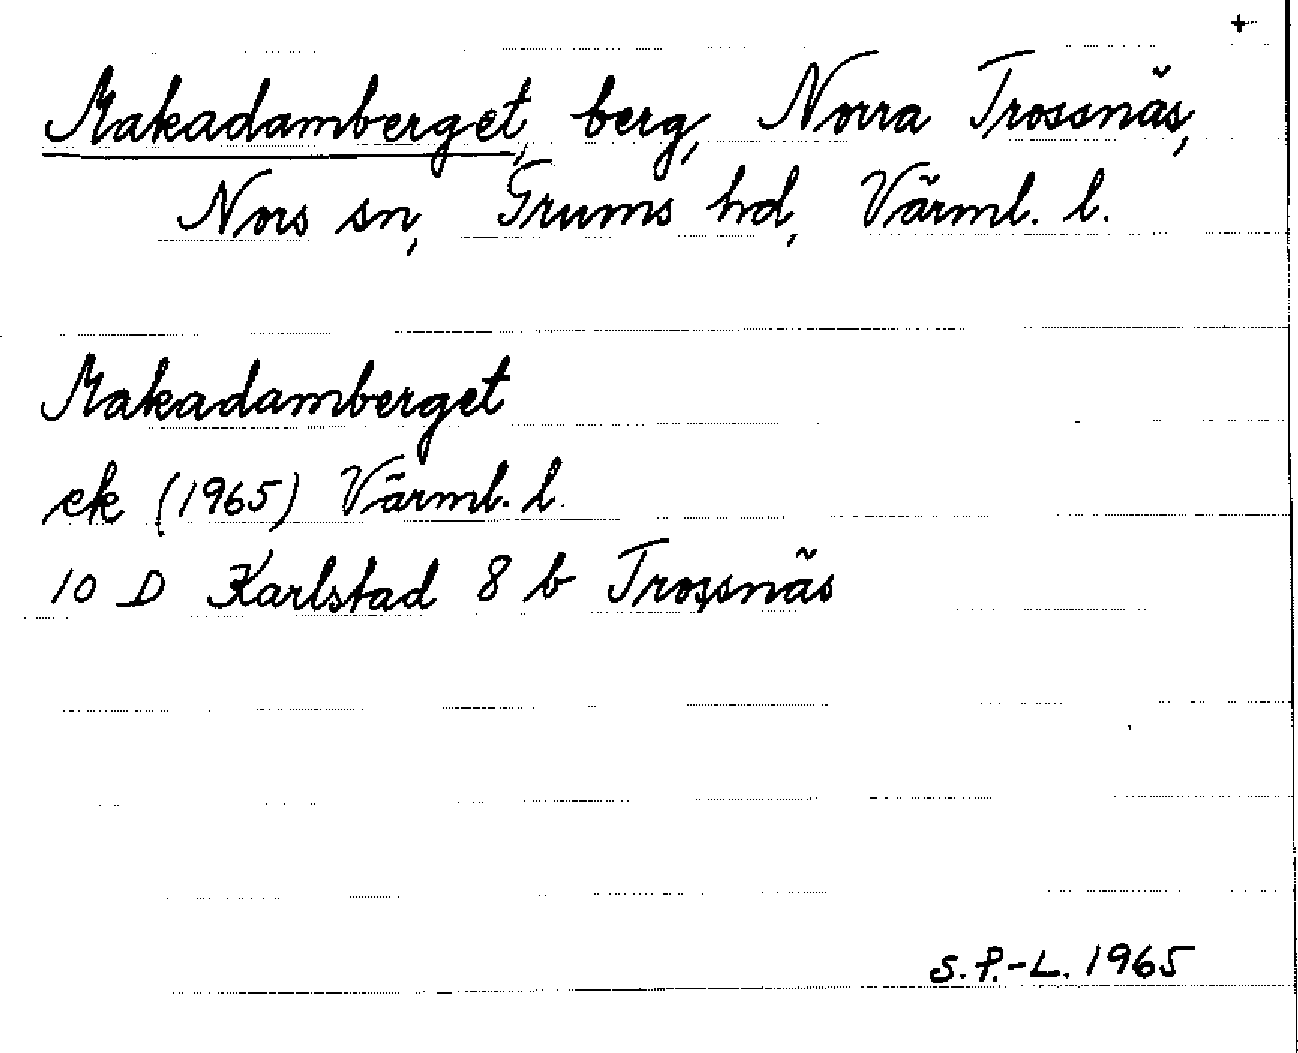 +
Makadamberget, berg, Norra Trossnäs,
Nors sn, Grums hd, Värml. l.
Makadamberget
ek (1965) Värml. l.
10 D Karlstad 8 b Trossnäs
S.P.-L. 1965